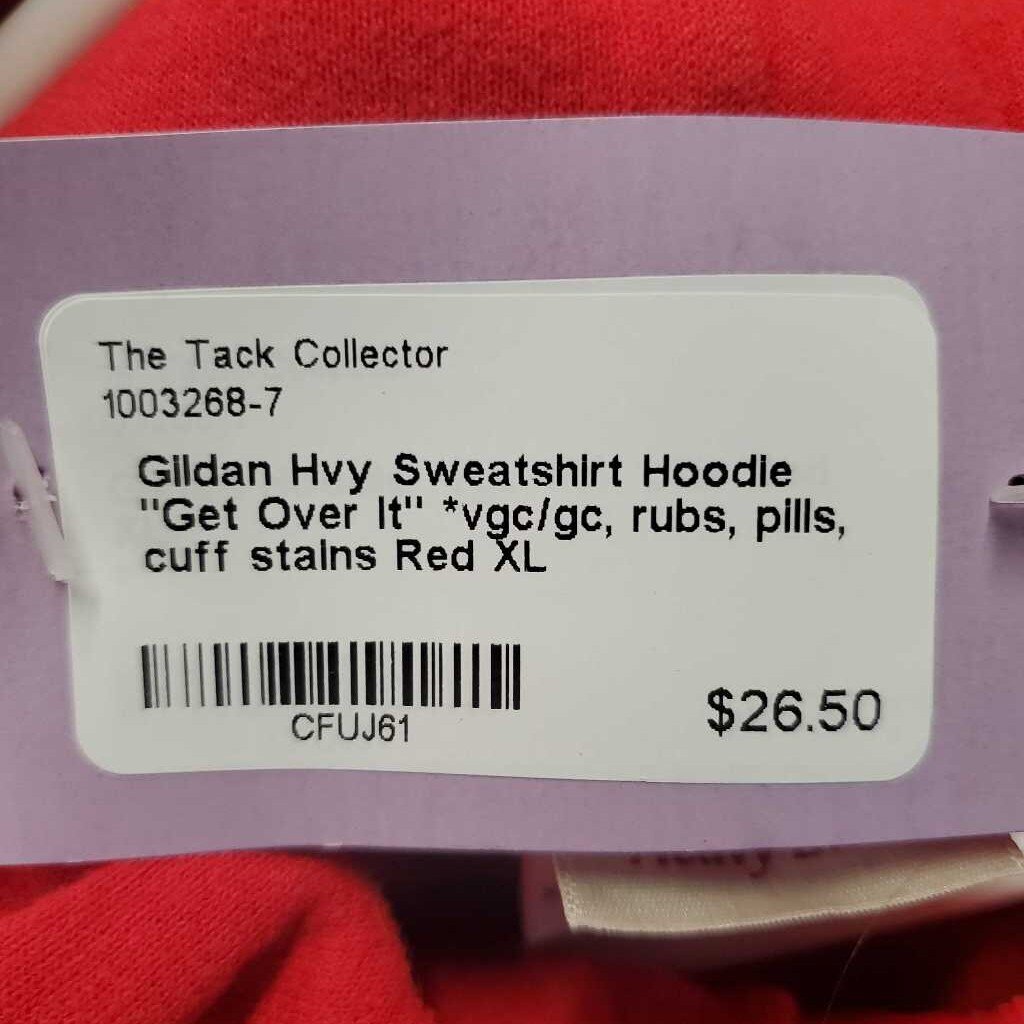 The Tack Collector
1003268-7
Gildan Hvy Sweatshirt Hoodie
"Get Over It" *vgc/gc, rubs, pills,
cuff stains Red XL
CFUJ61
$26.50